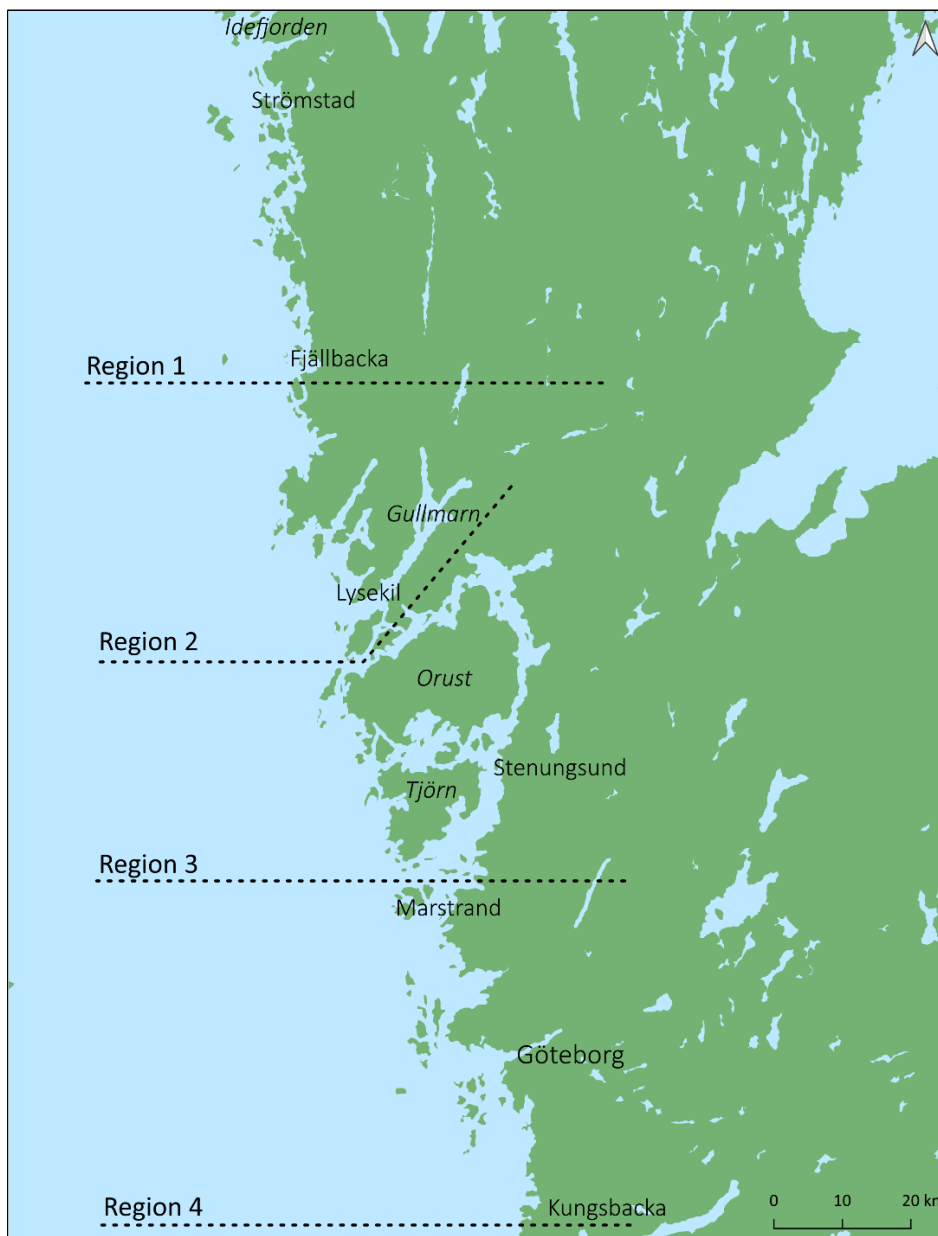 Idefjorden
Strömstad
Fjällbacka
Region 1
Gullmarn
Lysekil
Region 2
Orust
Stenungsund
Tjörn
Region 3
Marstrand
Göteborg
Region 4
Kungsbacka
0 10 20 km